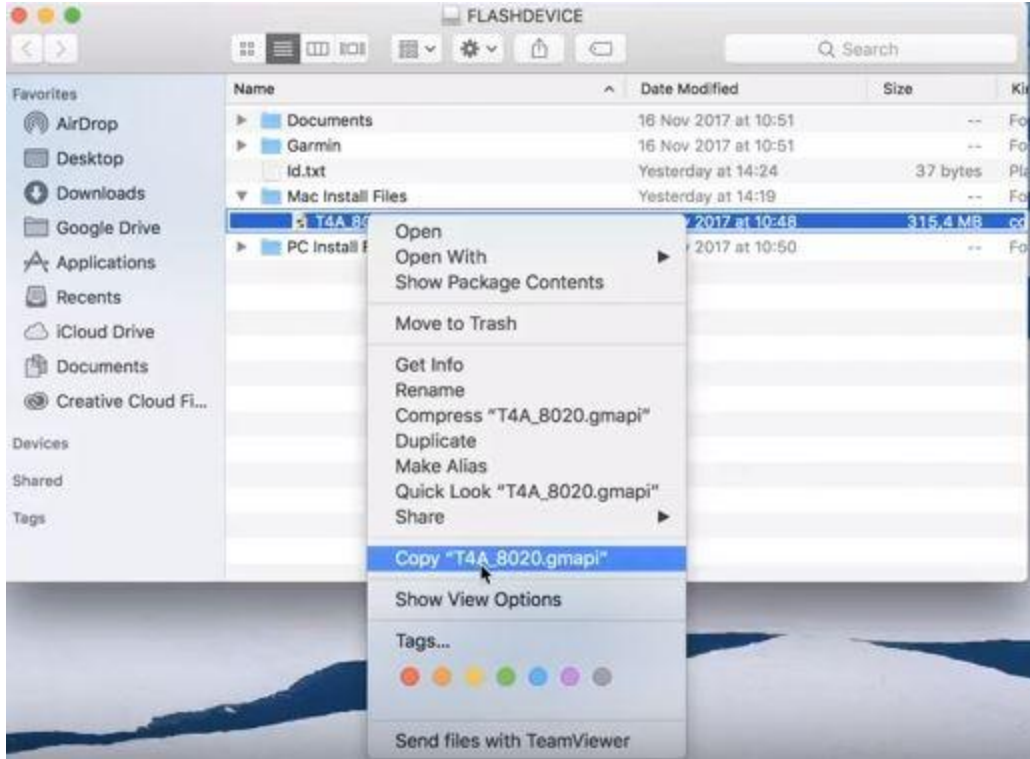 FLASHDEVICE
Search
Favorites
AirDrop
Desktop
Downloads
Google Drive
Applications
Recents
iCloud Drive
Documents
Creative Cloud Fi...
Devices
Shared
Tags
Name Date Modified Size
Documents 16 Nov 2017 at 10:51 --
Garmin 16 Nov 2017 at 10:51 --
Id.txt Yesterday at 14:24 37 bytes
Mac Install Files Yesterday at 14:19 --
2017 at 10:48 315,4 MB
PC Install 2017 at 10:50 --
Open
Open With
Show Package Contents
Move to Trash
Get Info
Rename
Compress "T4A_8020.gmapi"
Duplicate
Make Alias
Quick Look "T4A_8020.gmapi"
Share
Copy "T4A_8020.gmapi"
Show View Options
Tags...
Send files with TeamViewer